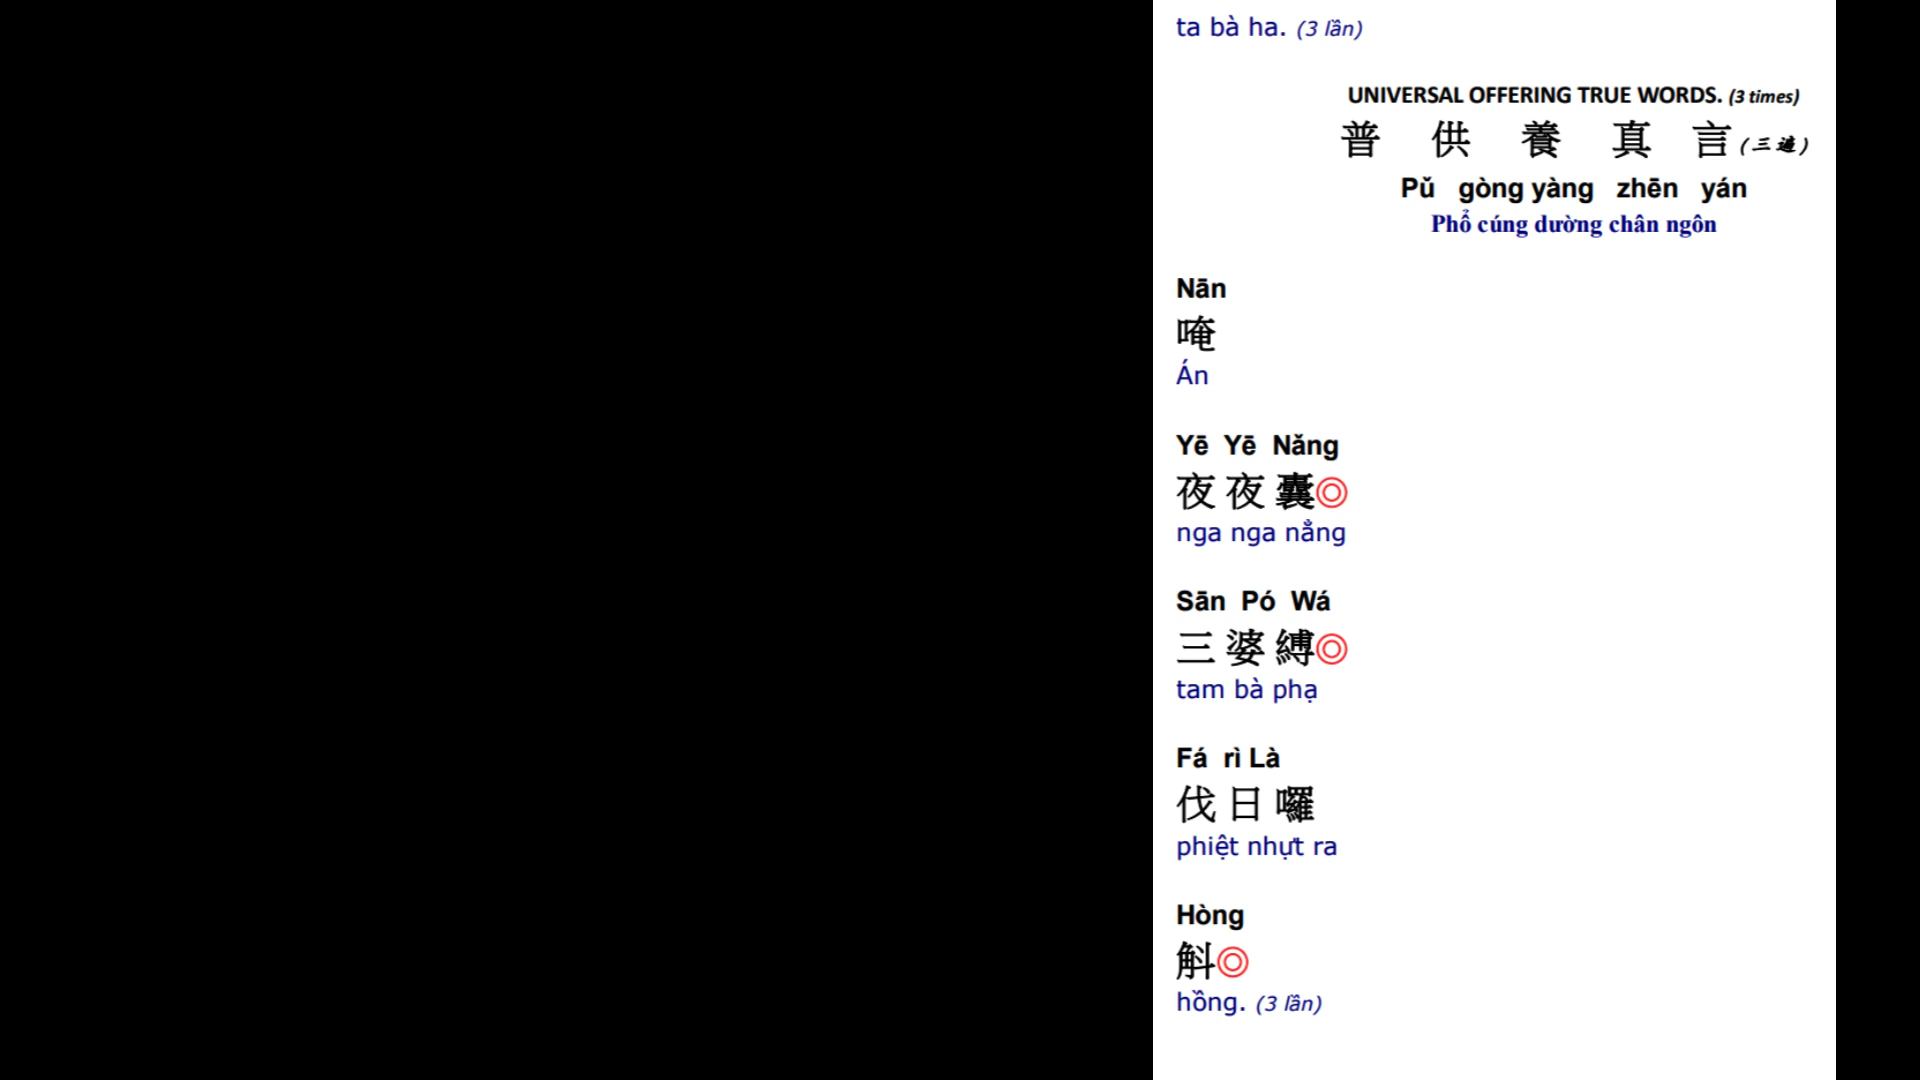 ta bà ha. (3 lần)
UNIVERSAL OFFERING TRUE WORDS. (3 times)
普 供 養 真 言 (三遍)
Pǔ gòng yàng zhēn yán
Phổ cúng dường chân ngôn
Nān
唵
Án
Yē Yē Nǎng
夜 夜 囊◎
nga nga nẳng
Sān Pó Wá
三 婆 縛◎
tam bà phạ
Fá rì Là
伐 日 囉
phiệt nhựt ra
Hòng
斛◎
hồng. (3 lần)